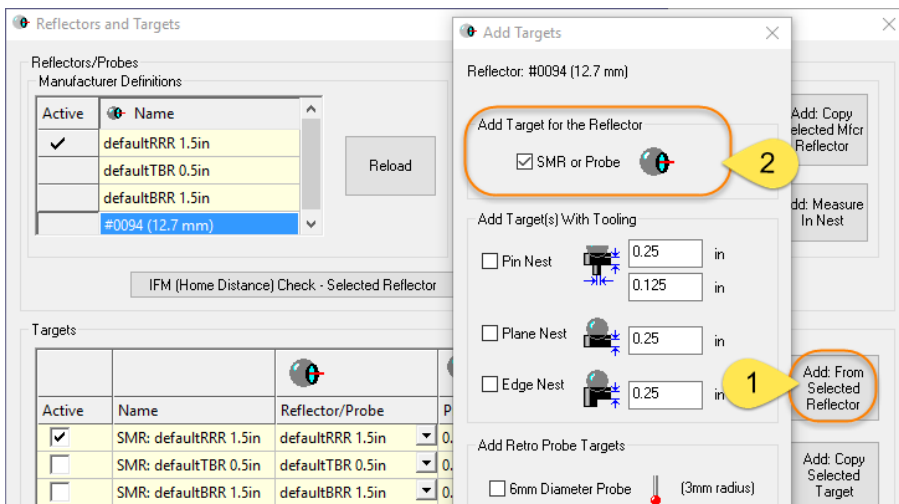 Reflectors and Targets
Reflectors/Probes
Manufacturer Definitions
Active Name
defaultRRR 1.5in
defaultTBR 0.5in
defaultBRR 1.5in
#0094 (12.7 mm)
Reload
IFM (Home Distance) Check - Selected Reflector
Add: Copy
Mfcr
Reflector
Measure
In Nest
Targets
Active Name Reflector/Probe
SMR: defaultRRR 1.5in defaultRRR 1.5in 0.
SMR: defaultTBR 0.5in defaultTBR 0.5in 0.
SMR: defaultBRR 1.5in defaultBRR 1.5in 0.
Add: From
Selected
Reflector
Add: Copy
Selected
Target
Add Targets
Reflector: #0094 (12.7 mm)
Add Target for the Reflector
SMR or Probe
2
Add Target(s) With Tooling
Pin Nest 0.25 in
0.125 in
Plane Nest 0.25 in
Edge Nest 0.25 in
1
Add Retro Probe Targets
6mm Diameter Probe (3mm radius)